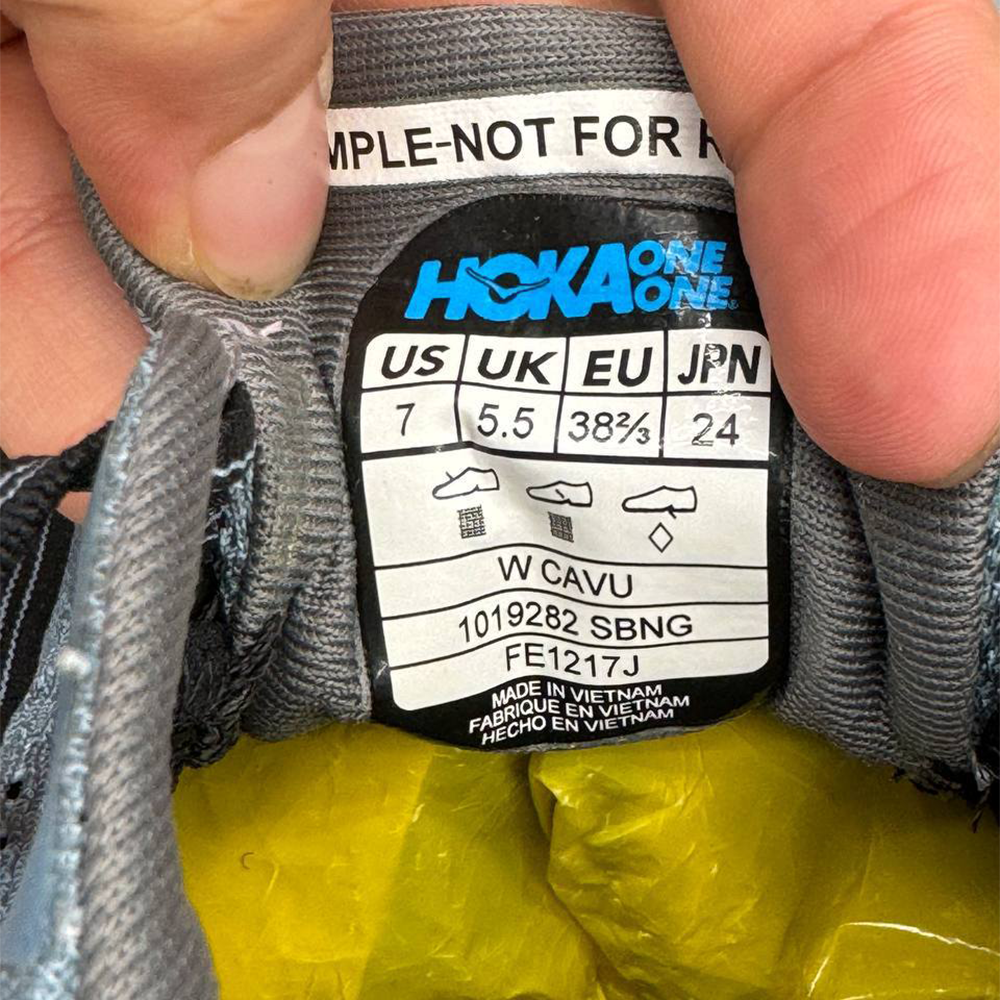 MPLE-NOT FOR R
HOKA ONE ONE
US UK EU JPN
7 5.5 38⅔ 24
W CAVU
1019282 SBNG
FE1217J
MADE IN VIETNAM
FABRIQUE EN VIETNAM
HECHO EN VIETNAM